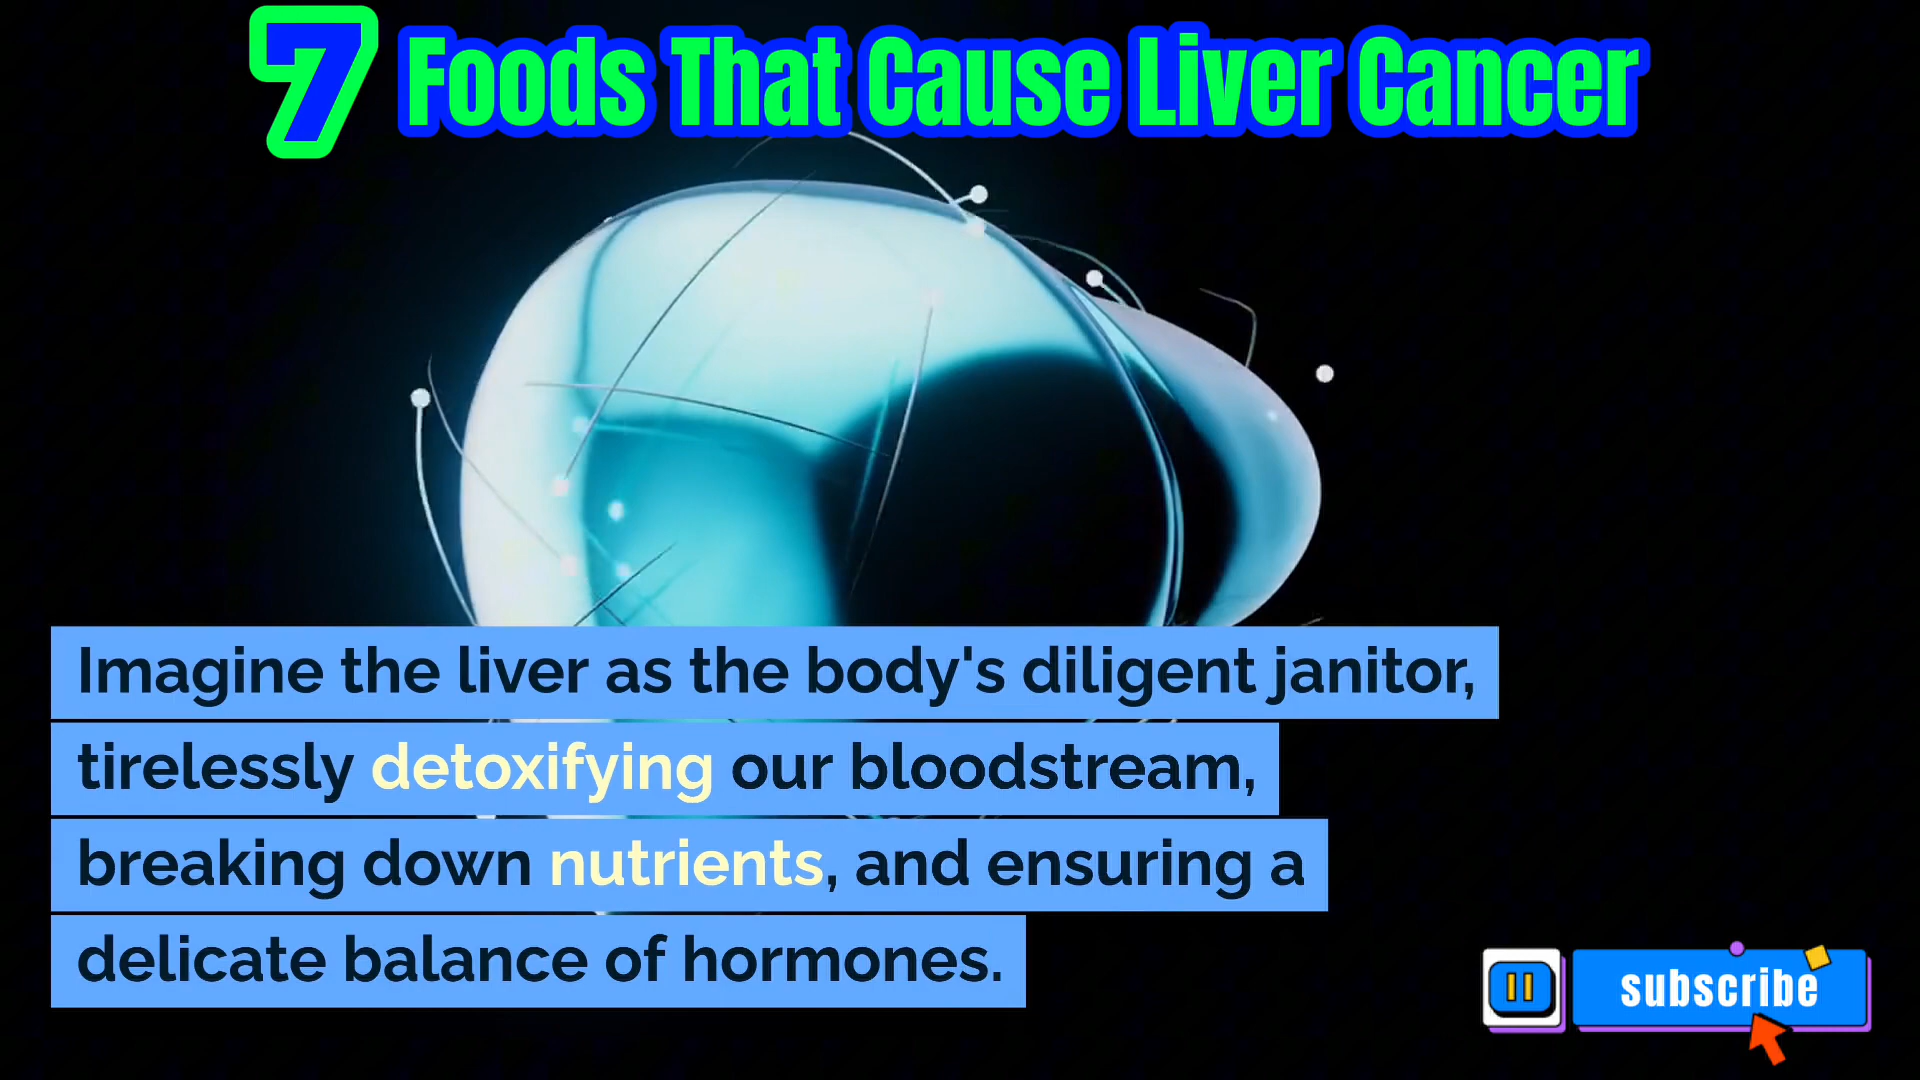 7 Foods That Cause Liver Cancer
Imagine the liver as the body's diligent janitor,
tirelessly detoxifying our bloodstream,
breaking down nutrients, and ensuring a
delicate balance of hormones.
subscribe